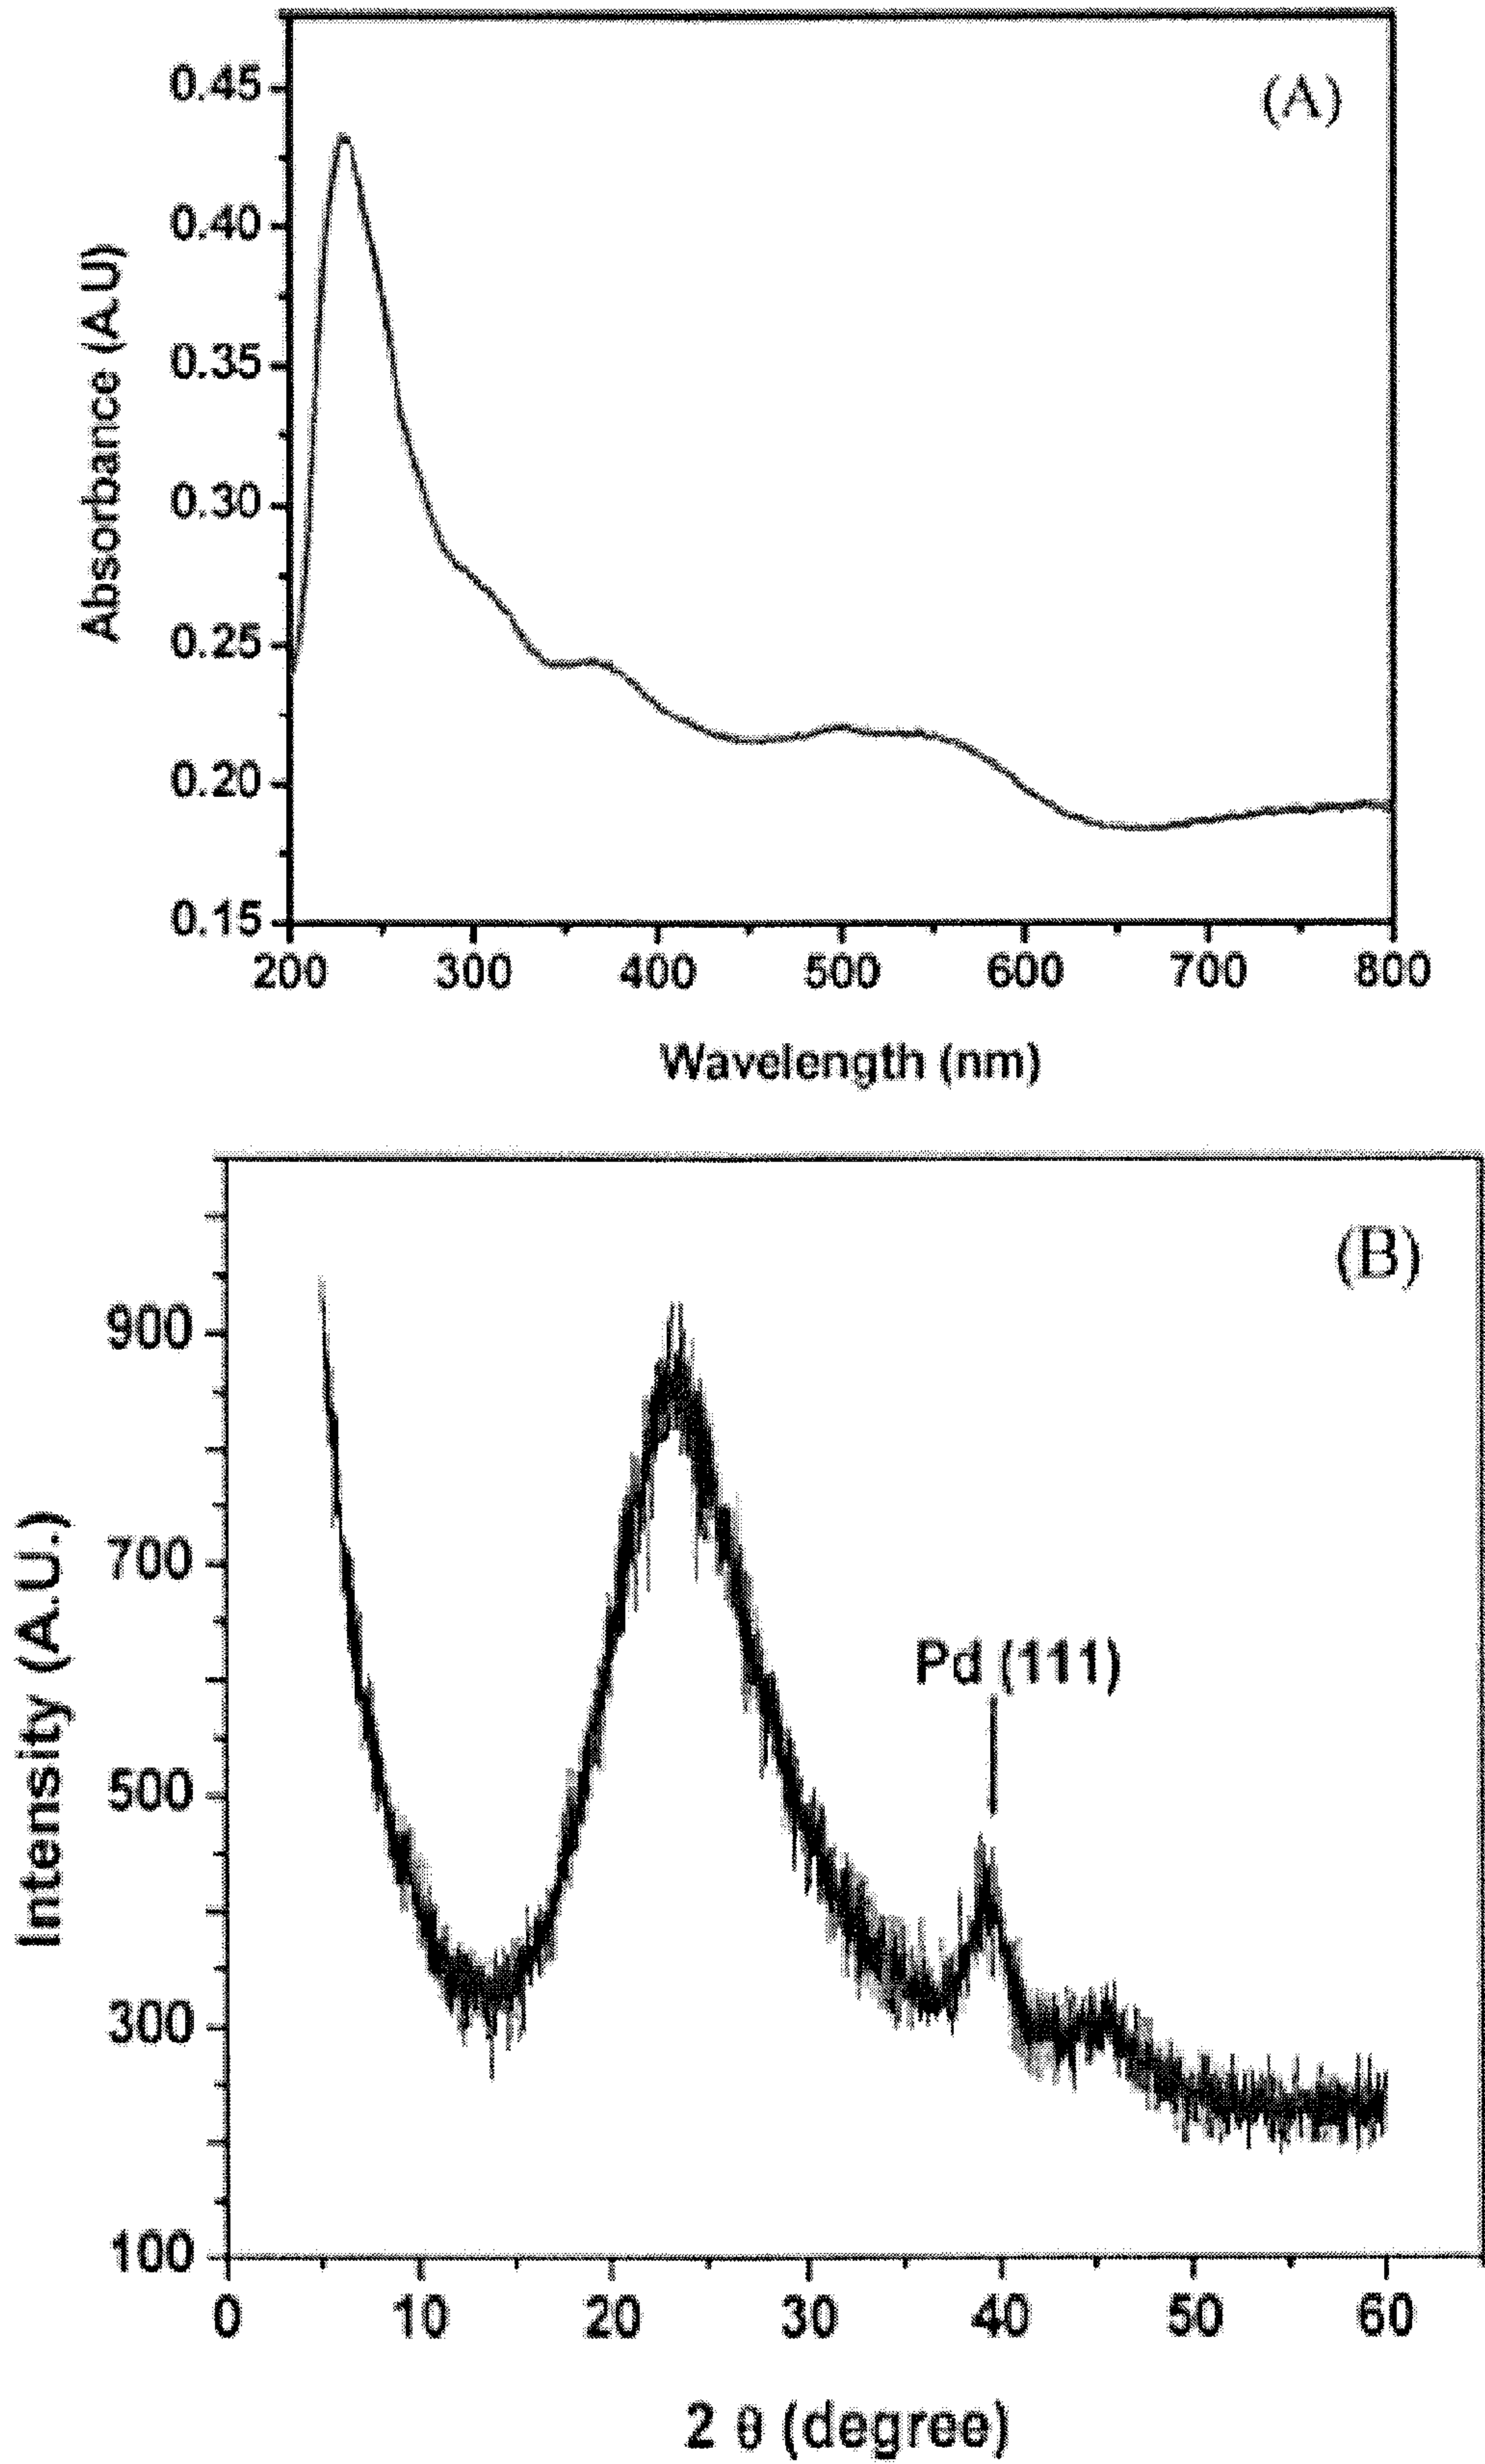 (A)
0.45
0.40
0.35
0.30
0.25
0.20
0.15
Absorbance (A.U)
200 300 400 500 600 700 800
Wavelength (nm)
(B)
900
700
500
300
100
Pd (111)
Intensity (A.U.)
0 10 20 30 40 50 60
2 θ (degree)